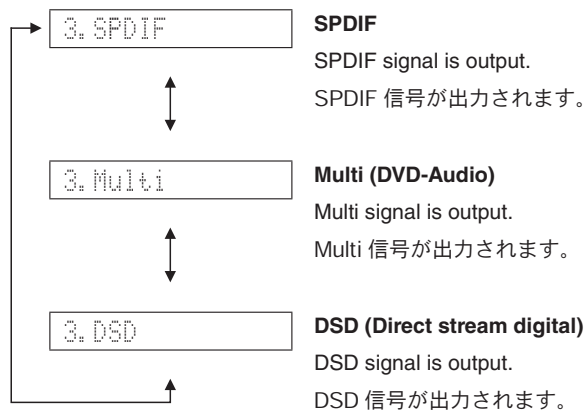 3.SPDIF
SPDIF
SPDIF signal is output.
SPDIF 信号が出力されます。
3.Multi
Multi (DVD-Audio)
Multi signal is output.
Multi 信号が出力されます。
3.DSD
DSD (Direct stream digital)
DSD signal is output.
DSD 信号が出力されます。